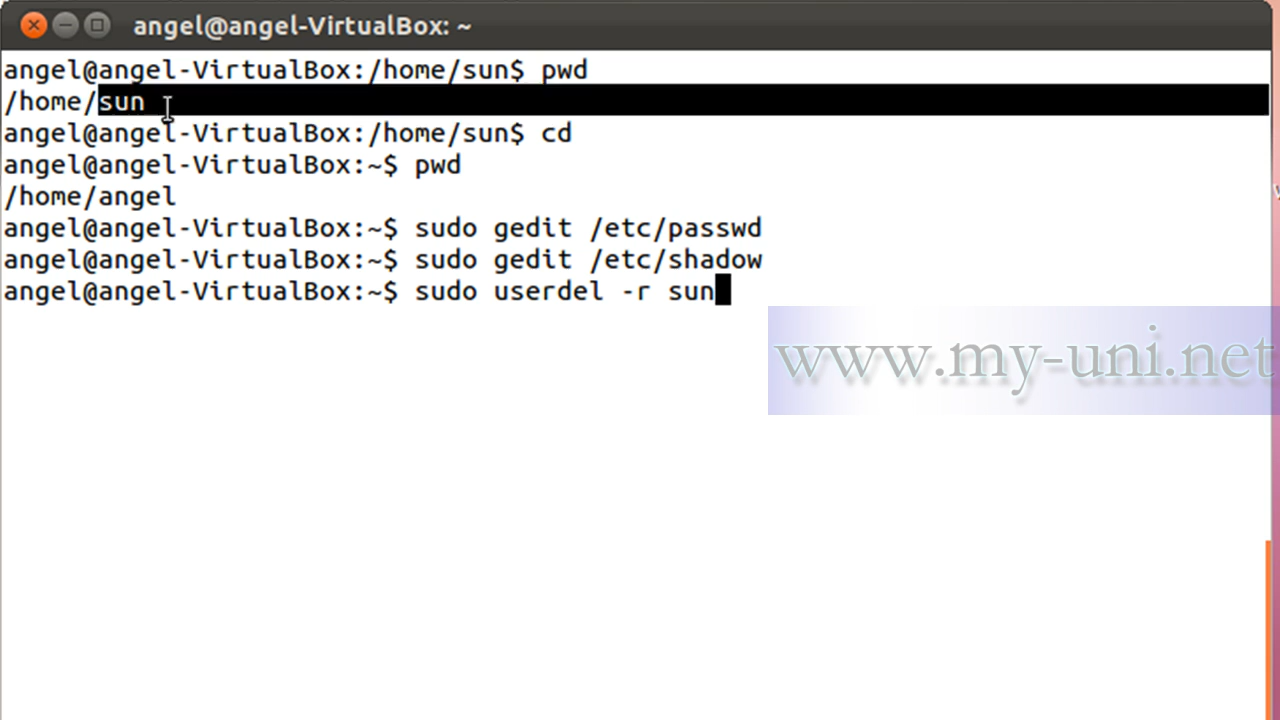 angel@angel-VirtualBox: ~
angel@angel-VirtualBox:/home/sun$ pwd
/home/sun
angel@angel-VirtualBox:/home/sun$ cd
angel@angel-VirtualBox:~$ pwd
/home/angel
angel@angel-VirtualBox:~$ sudo gedit /etc/passwd
angel@angel-VirtualBox:~$ sudo gedit /etc/shadow
angel@angel-VirtualBox:~$ sudo userdel -r sun
www.my-uni.net